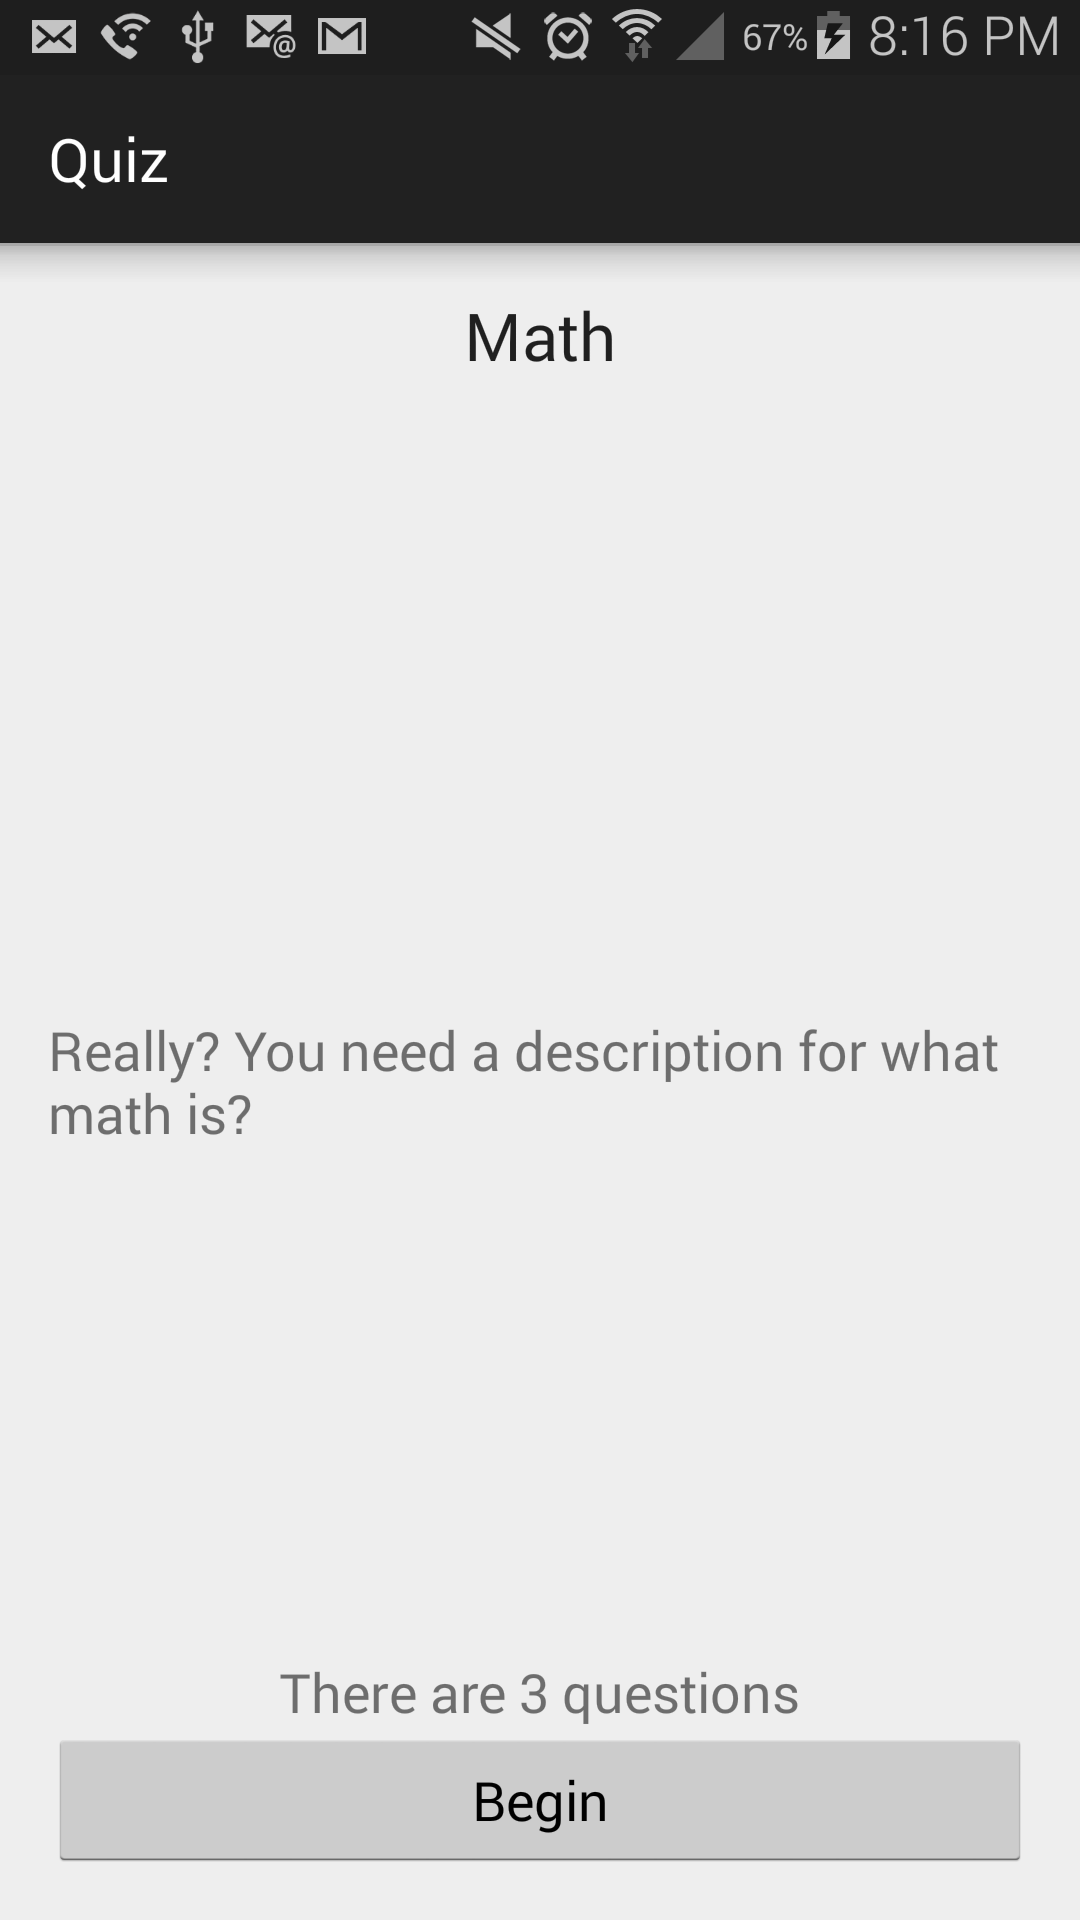 67% 8:16 PM
Quiz
Math
Really? You need a description for what
math is?
There are 3 questions
Begin